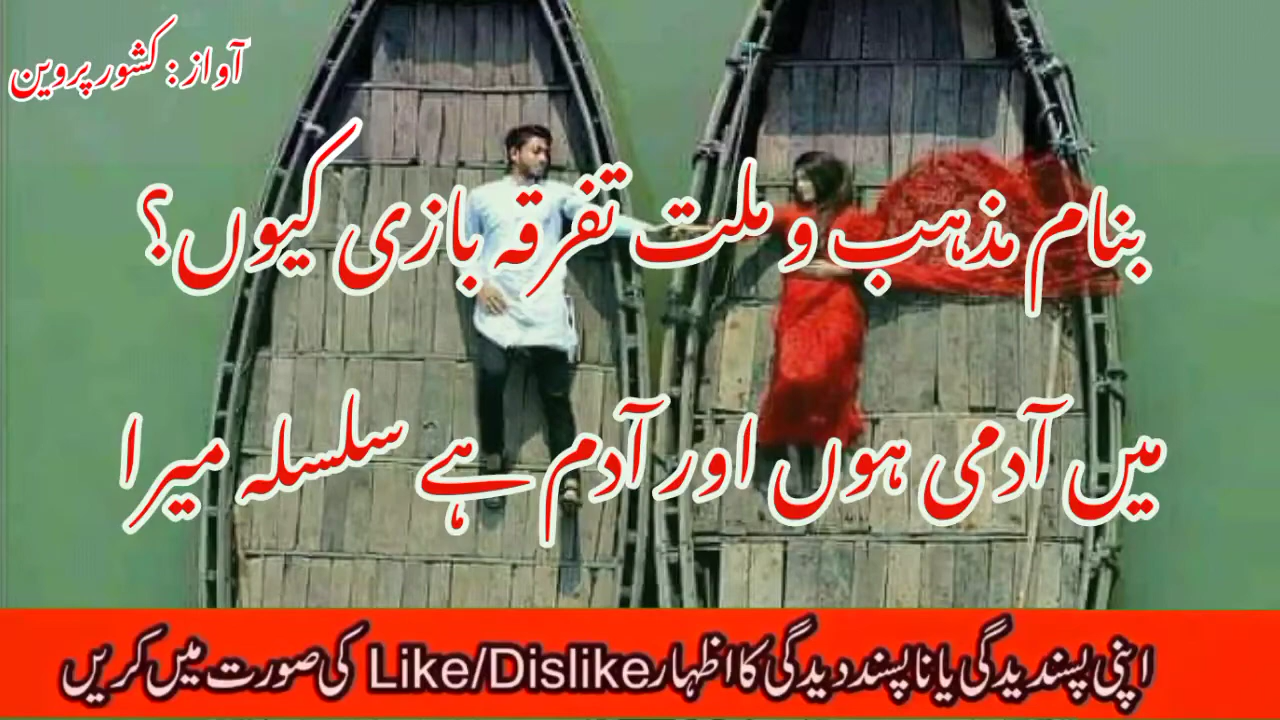 آواز: کشور پروین
بنام مذہب و ملت تفرقہ بازی کیوں؟
میں آدمی ہوں اور آدم ہے سلسلہ میرا
اپنی پسندیدگی یا ناپسنددیدگی کا اظہار Like/Dislike کی صورت میں کریں